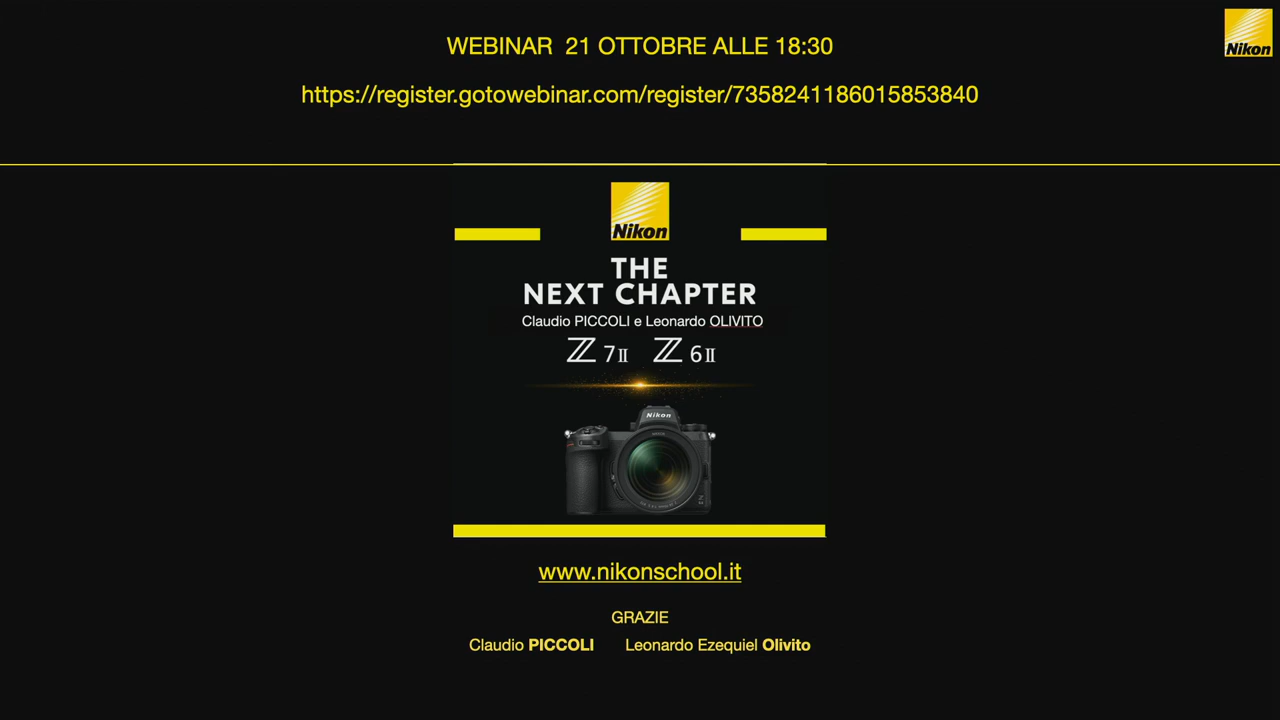 WEBINAR 21 OTTOBRE ALLE 18:30
Nikon
https://register.gotowebinar.com/register/7358241186015853840
Nikon
THE
NEXT CHAPTER
Claudio PICCOLI e Leonardo OLIVITO
Z 7II Z 6II
Nikon
www.nikonschool.it
GRAZIE
Claudio PICCOLI Leonardo Ezequiel Olivito